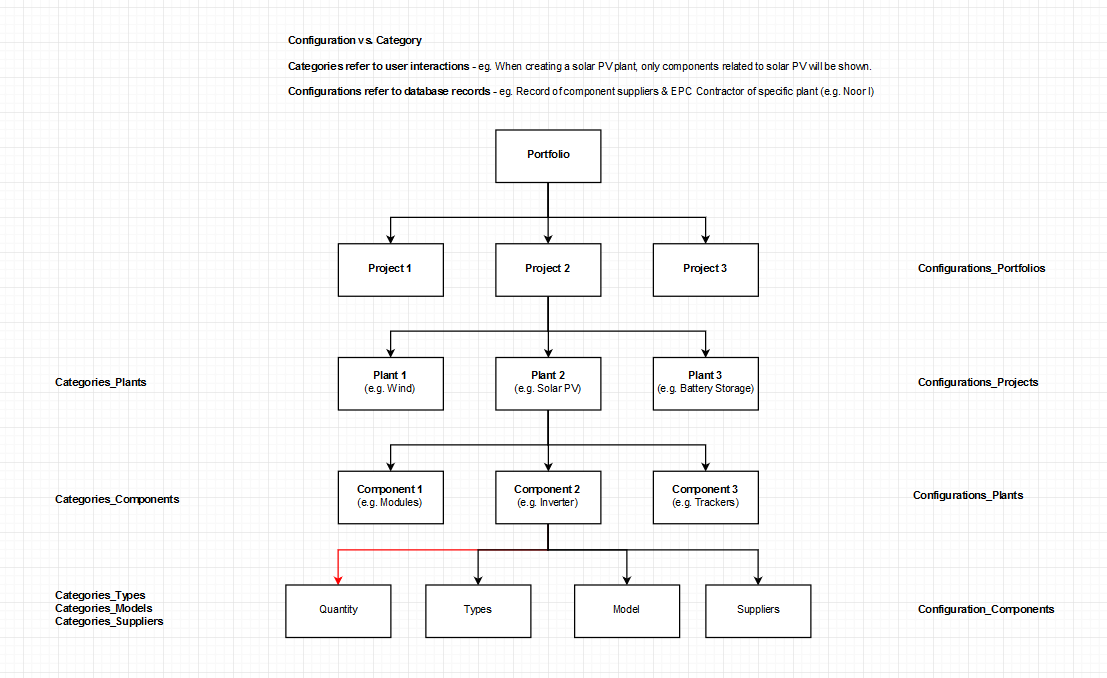 Configuration vs. Category
Categories refer to user interactions - eg. When creating a solar PV plant, only components related to solar PV will be shown.
Configurations refer to database records - eg. Record of component suppliers & EPC Contractor of specific plant (e.g. Noor I)
Portfolio
Project 1
Project 2
Project 3
Configurations_Portfolios
Categories_Plants
Plant 1
(e.g. Wind)
Plant 2
(e.g. Solar PV)
Plant 3
(e.g. Battery Storage)
Configurations_Projects
Categories_Components
Component 1
(e.g. Modules)
Component 2
(e.g. Inverter)
Component 3
(e.g. Trackers)
Configurations_Plants
Categories_Types
Categories_Models
Categories_Suppliers
Quantity
Types
Model
Suppliers
Configuration_Components